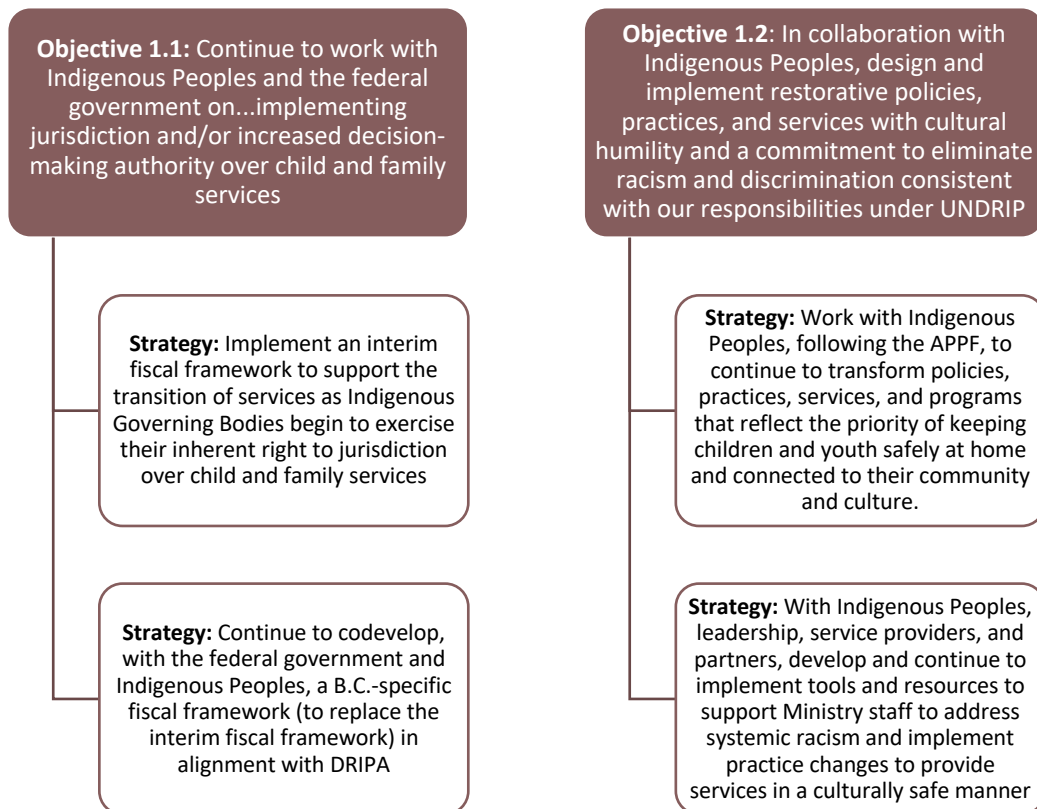 Objective 1.1: Continue to work with
Indigenous Peoples and the federal
government on...implementing
jurisdiction and/or increased decision-
making authority over child and family
services
Strategy: Implement an interim
fiscal framework to support the
transition of services as Indigenous
Governing Bodies begin to exercise
their inherent right to jurisdiction
over child and family services
Strategy: Continue to codevelop,
with the federal government and
Indigenous Peoples, a B.C.-specific
fiscal framework (to replace the
interim fiscal framework) in
alignment with DRIPA
Objective 1.2: In collaboration with
Indigenous Peoples, design and
implement restorative policies,
practices, and services with cultural
humility and a commitment to eliminate
racism and discrimination consistent
with our responsibilities under UNDRIP
Strategy: Work with Indigenous
Peoples, following the APPF, to
continue to transform policies,
practices, services, and programs
that reflect the priority of keeping
children and youth safely at home
and connected to their community
and culture.
Strategy: With Indigenous Peoples,
leadership, service providers, and
partners, develop and continue to
implement tools and resources to
support Ministry staff to address
systemic racism and implement
practice changes to provide
services in a culturally safe manner